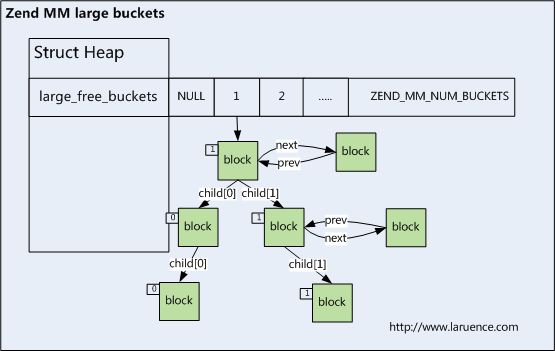 Zend MM large buckets
Struct Heap
large_free_buckets NULL 1 2 ..... ZEND_MM_NUM_BUCKETS
1 block next prev block
child[0] child[1]
0 block 1 block prev next block
child[0] child[1]
0 block 1 block
http://www.laruence.com